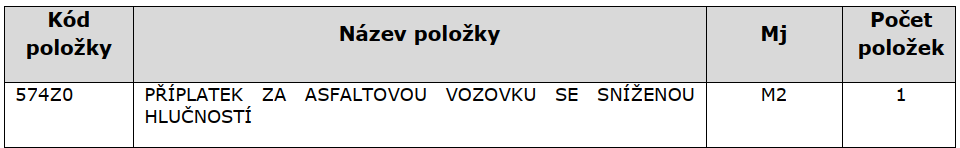 Kód položky
Název položky
Mj
Počet položek
574Z0
PŘÍPLATEK ZA ASFALTOVOU VOZOVKU SE SNÍŽENOU
HLUČNOSTÍ
M2
1